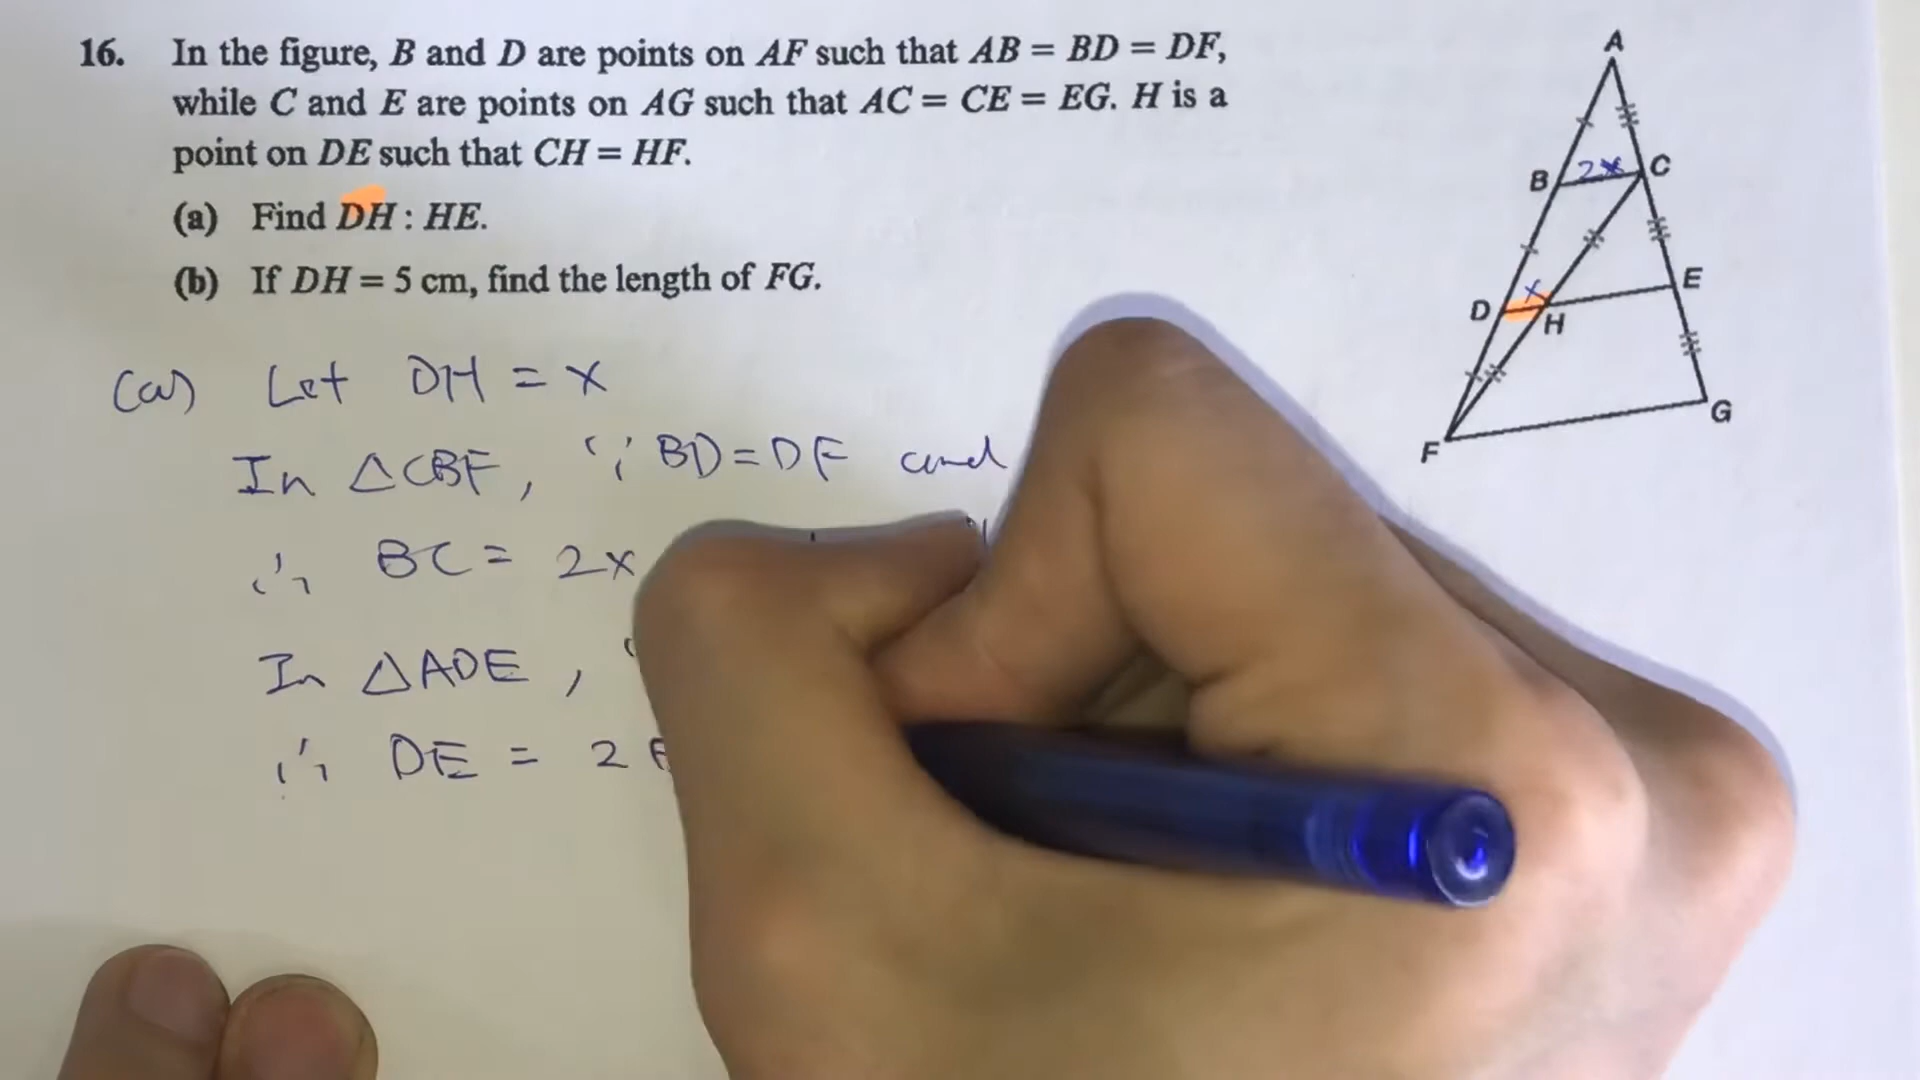 16. In the figure, B and D are points on AF such that AB = BD = DF,
while C and E are points on AG such that AC = CE = EG. H is a
point on DE such that CH = HF.
(a) Find DH : HE.
(b) If DH = 5 cm, find the length of FG.
A
B 2x C
E
D x H
G
F
(a) Let DH = x
In △CBF, ∵ BD = DF and
∴ BC = 2x
In △ADE,
∴ DE = 2